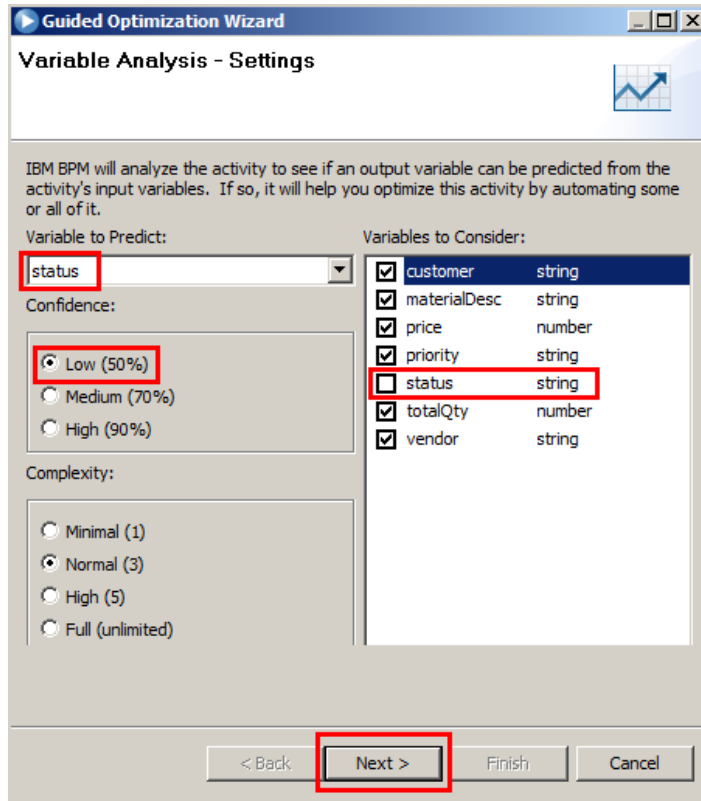 Guided Optimization Wizard
Variable Analysis - Settings
IBM BPM will analyze the activity to see if an output variable can be predicted from the
activity's input variables. If so, it will help you optimize this activity by automating some
or all of it.
Variable to Predict:
status
Confidence:
Low (50%)
Medium (70%)
High (90%)
Complexity:
Minimal (1)
Normal (3)
High (5)
Full (unlimited)
Variables to Consider:
customer string
materialDesc string
price number
priority string
status string
totalQty number
vendor string
< Back
Next >
Finish
Cancel